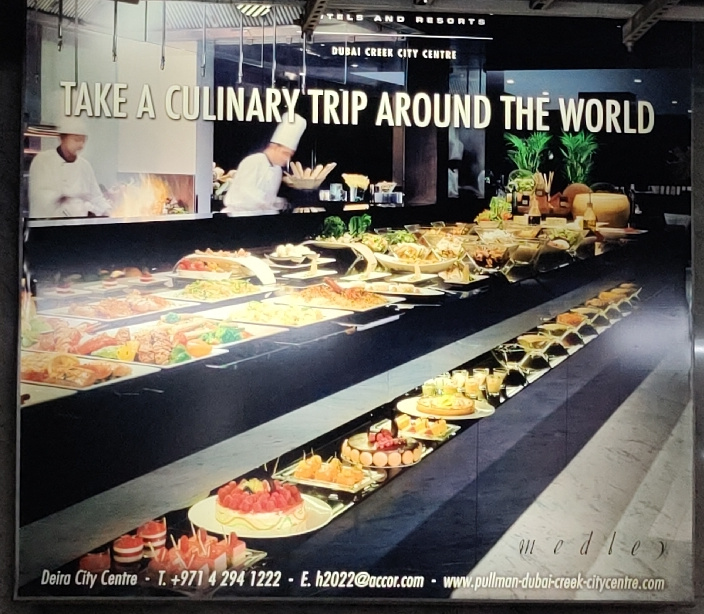 HOTELS AND RESORTS
DUBAI CREEK CITY CENTRE
TAKE A CULINARY TRIP AROUND THE WORLD
medley
Deira City Centre - T. +971 4 294 1222 - E. h2022@accor.com - www.pullman-dubai-creek-citycentre.com